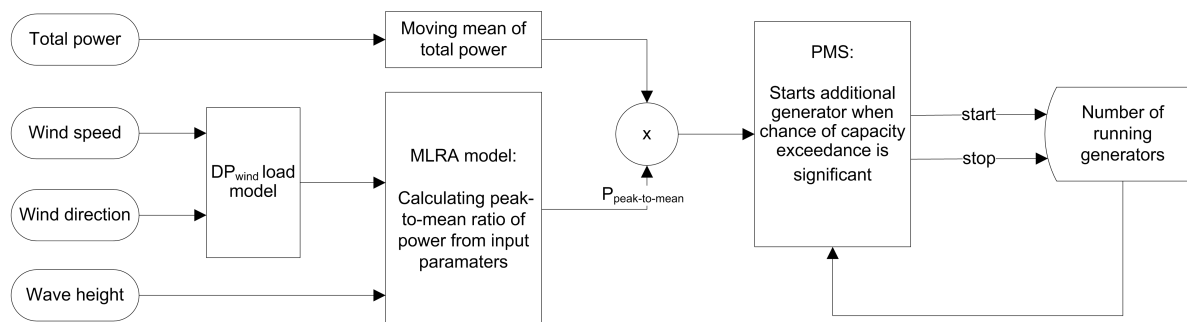 Total power
Moving mean of
total power
Wind speed
Wind direction
Wave height
DPwind load
model
MLRA model:
Calculating peak-
to-mean ratio of
power from input
paramaters
x
Ppeak-to-mean
PMS:
Starts additional
generator when
chance of capacity
exceedance is
significant
start
stop
Number of
running
generators